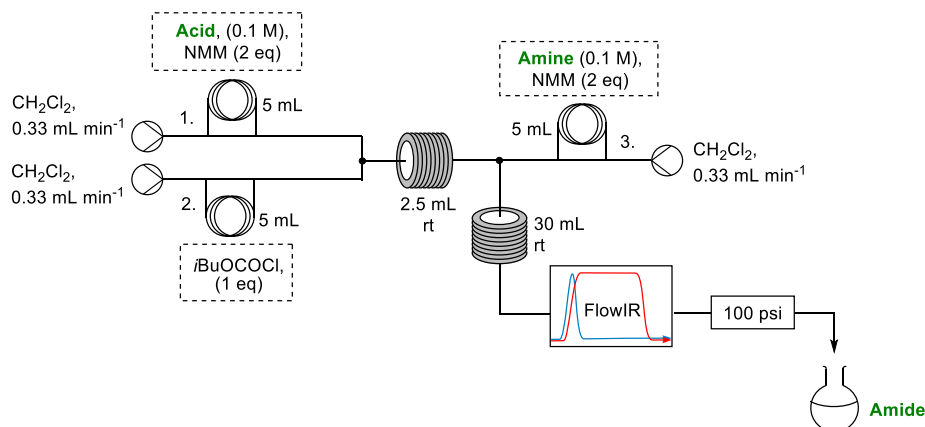 Acid, (0.1 M),
NMM (2 eq)
CH₂Cl₂,
0.33 mL min⁻¹
1.
5 mL
CH₂Cl₂,
0.33 mL min⁻¹
2.
5 mL
iBuOCOCl,
(1 eq)
2.5 mL
rt
Amine (0.1 M),
NMM (2 eq)
5 mL
3.
CH₂Cl₂,
0.33 mL min⁻¹
30 mL
rt
FlowIR
100 psi
Amide